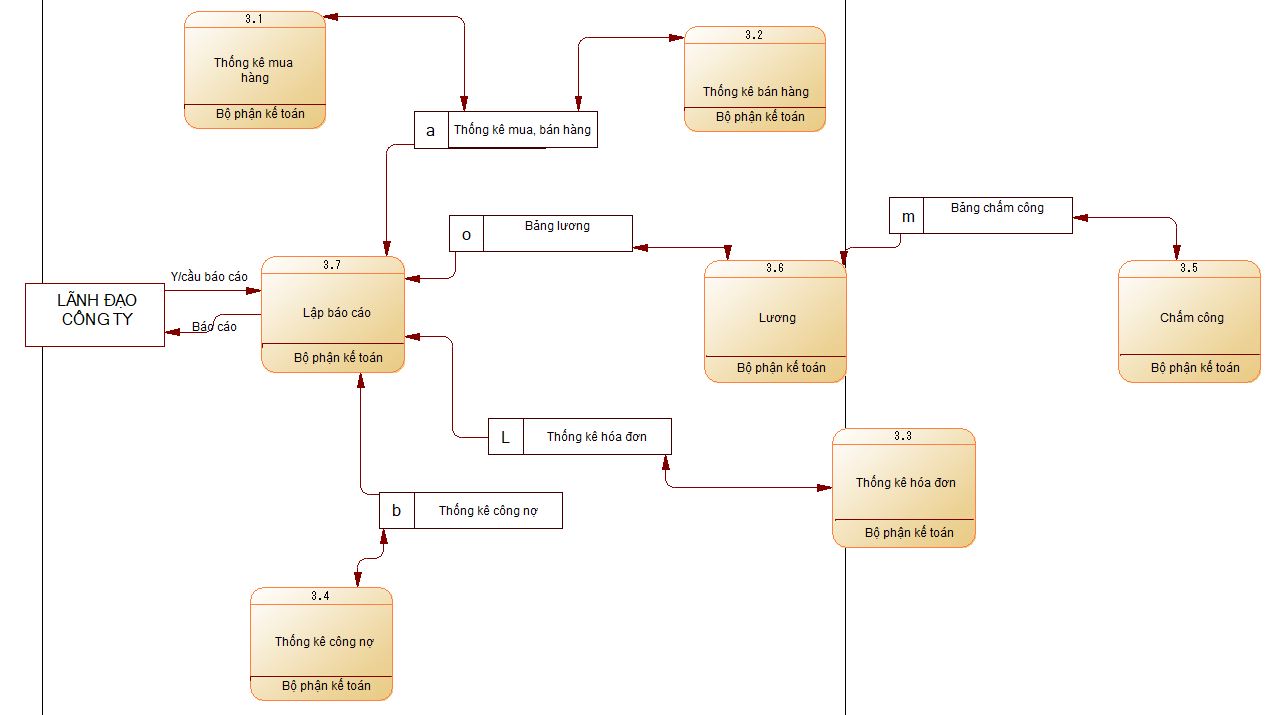 3.1
Thống kê mua
hàng
Bộ phận kế toán
3.2
Thống kê bán hàng
Bộ phận kế toán
a
Thống kê mua, bán hàng
m
Bảng chấm công
o
Bảng lương
3.7
Lập báo cáo
Bộ phận kế toán
3.6
Lương
Bộ phận kế toán
3.5
Chấm công
Bộ phận kế toán
Y/cầu báo cáo
LÃNH ĐẠO
CÔNG TY
Báo cáo
L
Thống kê hóa đơn
3.3
Thống kê hóa đơn
Bộ phận kế toán
b
Thống kê công nợ
3.4
Thống kê công nợ
Bộ phận kế toán